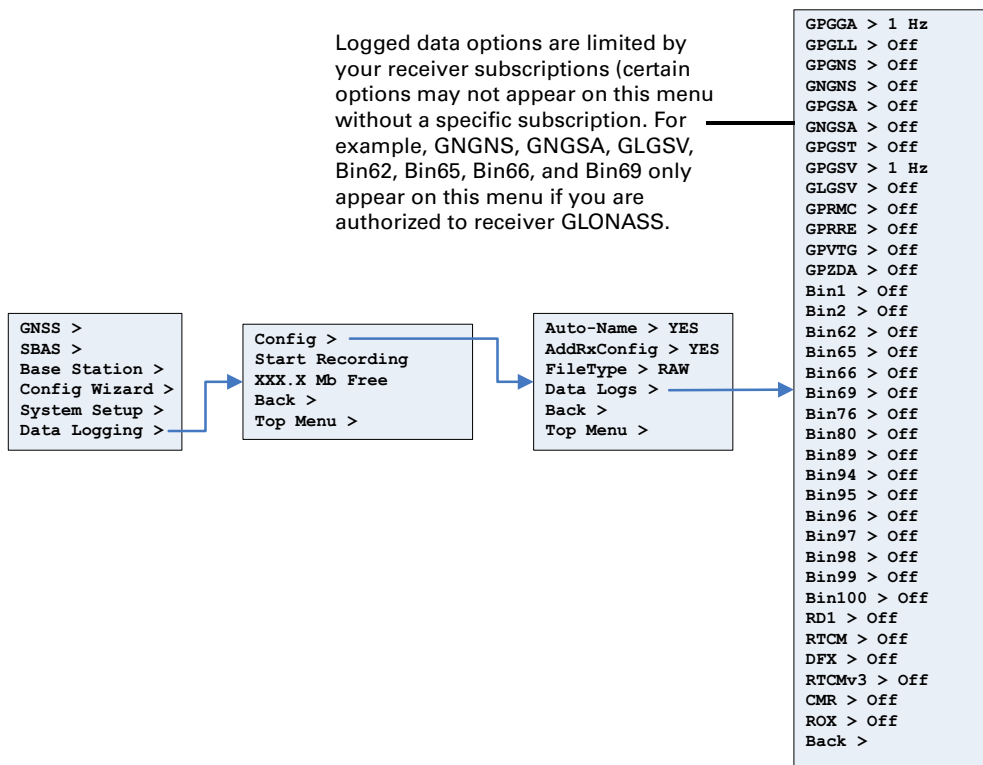 Logged data options are limited by
your receiver subscriptions (certain
options may not appear on this menu
without a specific subscription. For
example, GNGNS, GNGSA, GLGSV,
Bin62, Bin65, Bin66, and Bin69 only
appear on this menu if you are
authorized to receiver GLONASS.
GNSS >
SBAS >
Base Station >
Config Wizard >
System Setup >
Data Logging >
Config >
Start Recording
XXX.X Mb Free
Back >
Top Menu >
Auto-Name > YES
AddRxConfig > YES
FileType > RAW
Data Logs >
Back >
Top Menu >
GPGGA > 1 Hz
GPGLL > Off
GPGNS > Off
GNGNS > Off
GPGSA > Off
GNGSA > Off
GPGST > Off
GPGSV > 1 Hz
GLGSV > Off
GPRMC > Off
GPRRE > Off
GPVTG > Off
GPZDA > Off
Bin1 > Off
Bin2 > Off
Bin62 > Off
Bin65 > Off
Bin66 > Off
Bin69 > Off
Bin76 > Off
Bin80 > Off
Bin89 > Off
Bin94 > Off
Bin95 > Off
Bin96 > Off
Bin97 > Off
Bin98 > Off
Bin99 > Off
Bin100 > Off
RD1 > Off
RTCM > Off
DFX > Off
RTCMv3 > Off
CMR > Off
ROX > Off
Back >